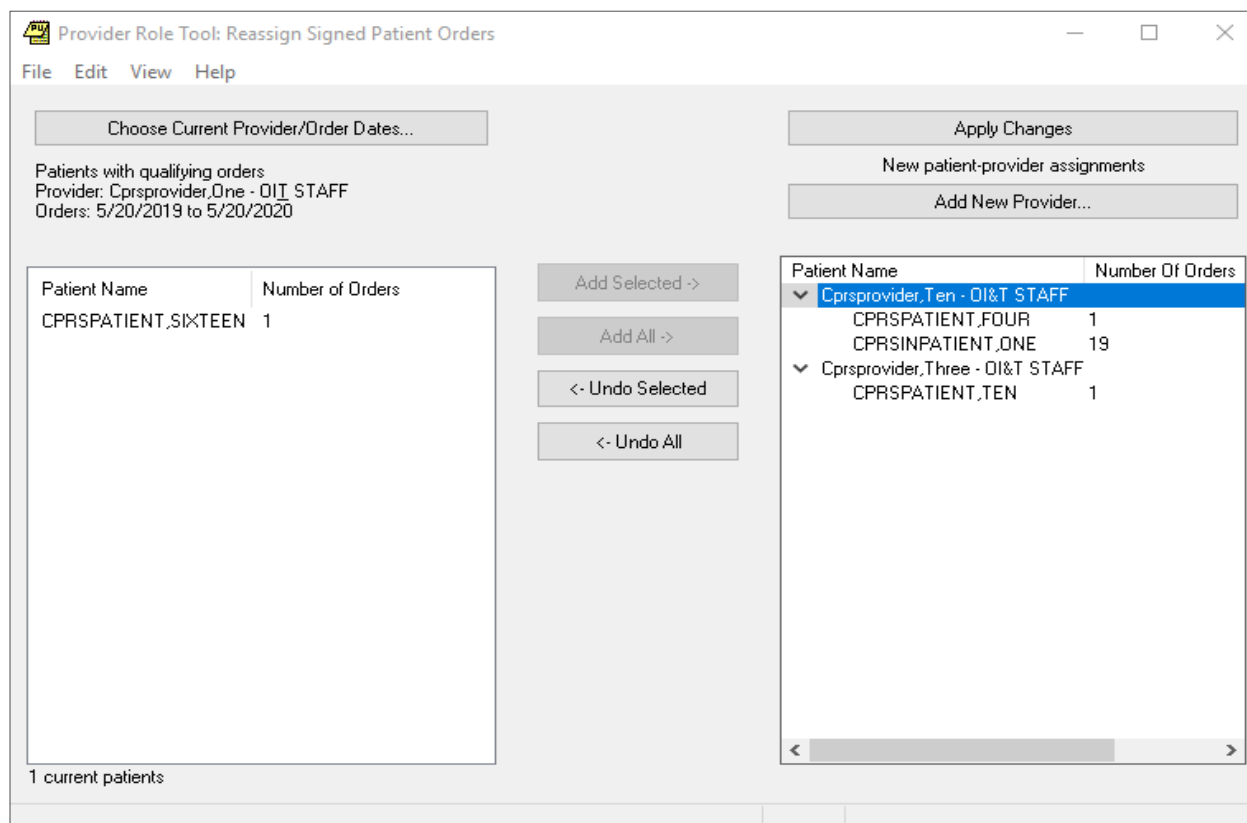 Provider Role Tool: Reassign Signed Patient Orders
File Edit View Help
Choose Current Provider/Order Dates...
Patients with qualifying orders
Provider: Cprsprovider,One - OIT STAFF
Orders: 5/20/2019 to 5/20/2020
Patient Name Number of Orders
CPRSPATIENT,SIXTEEN 1
1 current patients
Add Selected ->
Add All ->
<- Undo Selected
<- Undo All
Apply Changes
New patient-provider assignments
Add New Provider...
Patient Name Number Of Orders
Cprsprovider,Ten - OI&T STAFF
CPRSPATIENT,FOUR 1
CPRSINPATIENT,ONE 19
Cprsprovider,Three - OI&T STAFF
CPRSPATIENT,TEN 1